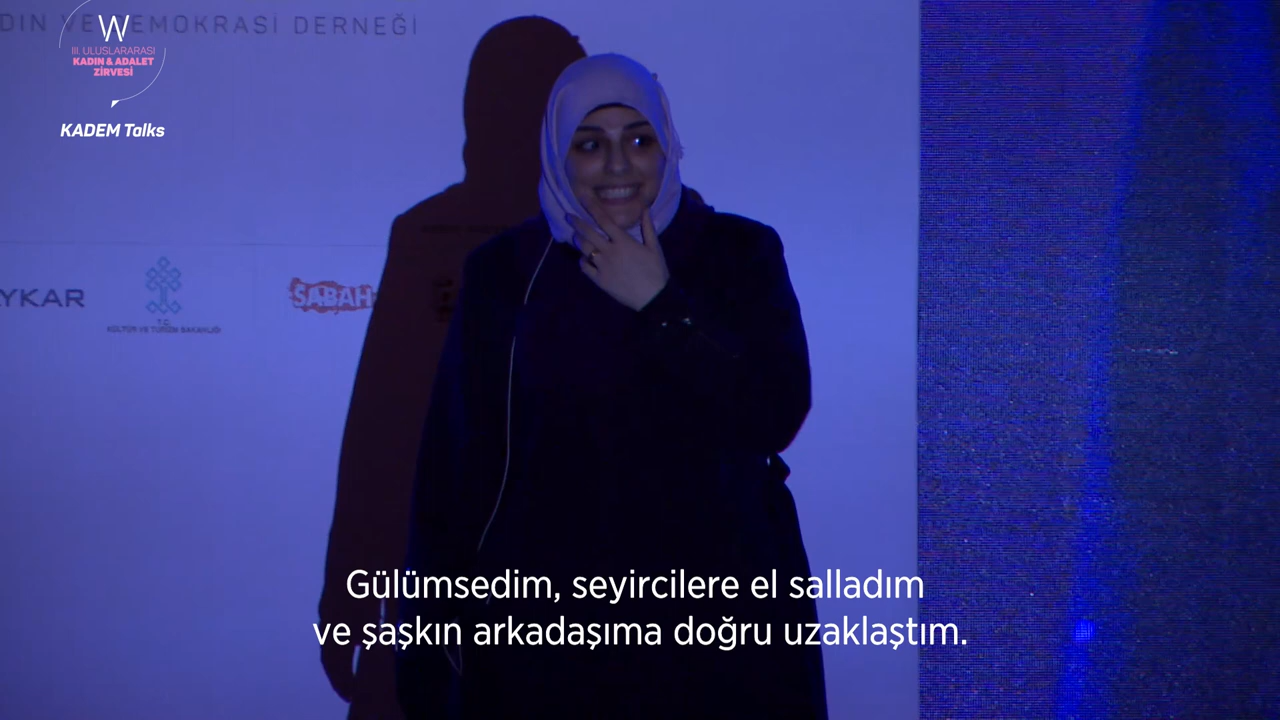 DIN VE DEMOKRASİ DERNEĞİ
W
III. ULUSLARARASI
KADIN & ADALET
ZİRVESİ
KADEM Talks
YKAR
T.C.
KÜLTÜR VE TURİZM BAKANLIĞI
SABAH
Gülümsedim, seyircilere el salladım
ve şaşkın arkadaşıma doğru uzaklaştım.